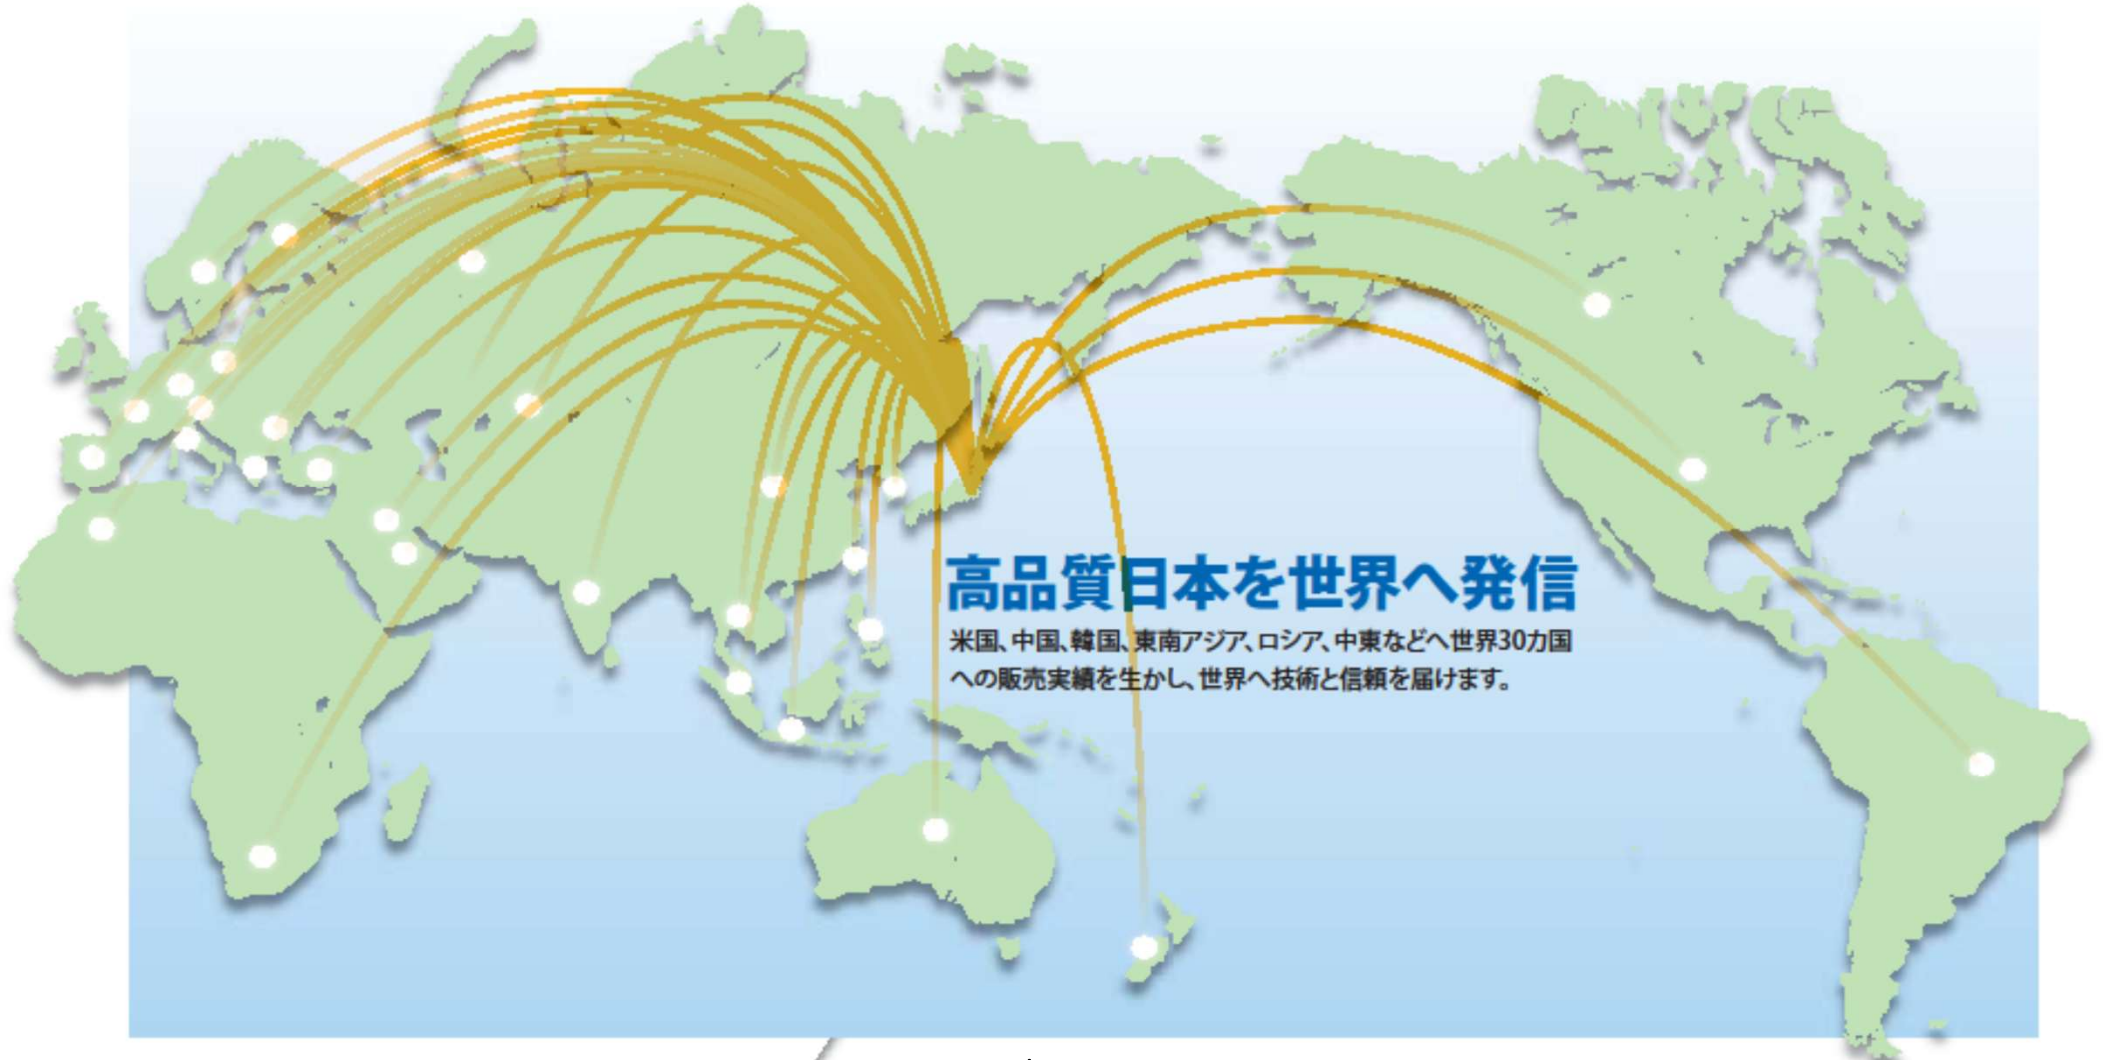 高品質日本を世界へ発信
米国、中国、韓国、東南アジア、ロシア、中東などへ世界30カ国
への販売実績を生かし、世界へ技術と信頼を届けます。